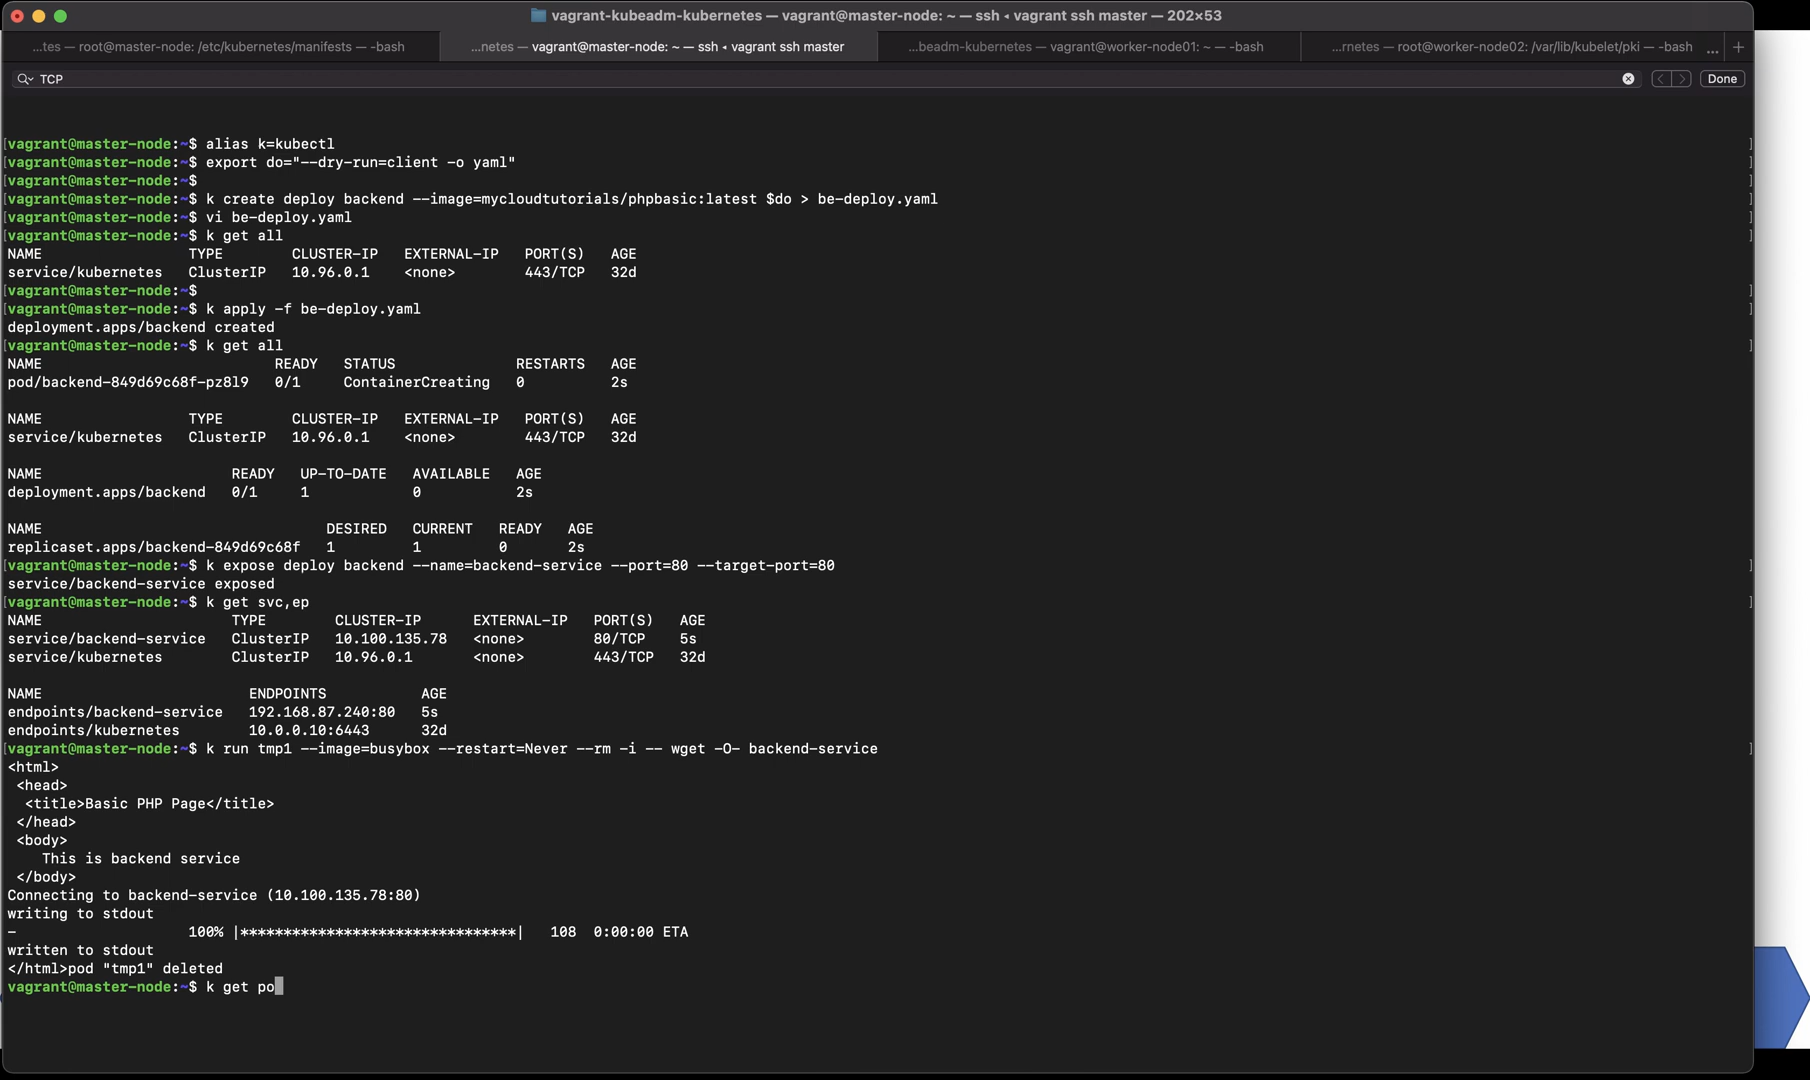 vagrant-kubeadm-kubernetes — vagrant@master-node: ~ — ssh ◂ vagrant ssh master — 202×53
...tes — root@master-node: /etc/kubernetes/manifests — -bash
...netes — vagrant@master-node: ~ — ssh ◂ vagrant ssh master
...beadm-kubernetes — vagrant@worker-node01: ~ — -bash
...rnetes — root@worker-node02: /var/lib/kubelet/pki — -bash
... +
TCP
Done
[vagrant@master-node:~$ alias k=kubectl ]
[vagrant@master-node:~$ export do="--dry-run=client -o yaml" ]
[vagrant@master-node:~$ ]
[vagrant@master-node:~$ k create deploy backend --image=mycloudtutorials/phpbasic:latest $do > be-deploy.yaml ]
[vagrant@master-node:~$ vi be-deploy.yaml ]
[vagrant@master-node:~$ k get all ]
NAME TYPE CLUSTER-IP EXTERNAL-IP PORT(S) AGE
service/kubernetes ClusterIP 10.96.0.1 <none> 443/TCP 32d
[vagrant@master-node:~$ ]
[vagrant@master-node:~$ k apply -f be-deploy.yaml ]
deployment.apps/backend created
[vagrant@master-node:~$ k get all ]
NAME READY STATUS RESTARTS AGE
pod/backend-849d69c68f-pz8l9 0/1 ContainerCreating 0 2s
NAME TYPE CLUSTER-IP EXTERNAL-IP PORT(S) AGE
service/kubernetes ClusterIP 10.96.0.1 <none> 443/TCP 32d
NAME READY UP-TO-DATE AVAILABLE AGE
deployment.apps/backend 0/1 1 0 2s
NAME DESIRED CURRENT READY AGE
replicaset.apps/backend-849d69c68f 1 1 0 2s
[vagrant@master-node:~$ k expose deploy backend --name=backend-service --port=80 --target-port=80 ]
service/backend-service exposed
[vagrant@master-node:~$ k get svc,ep ]
NAME TYPE CLUSTER-IP EXTERNAL-IP PORT(S) AGE
service/backend-service ClusterIP 10.100.135.78 <none> 80/TCP 5s
service/kubernetes ClusterIP 10.96.0.1 <none> 443/TCP 32d
NAME ENDPOINTS AGE
endpoints/backend-service 192.168.87.240:80 5s
endpoints/kubernetes 10.0.0.10:6443 32d
[vagrant@master-node:~$ k run tmp1 --image=busybox --restart=Never --rm -i -- wget -O- backend-service ]
<html>
<head>
<title>Basic PHP Page</title>
</head>
<body>
This is backend service
</body>
Connecting to backend-service (10.100.135.78:80)
writing to stdout
- 100% |********************************| 108 0:00:00 ETA
written to stdout
</html>pod "tmp1" deleted
vagrant@master-node:~$ k get po